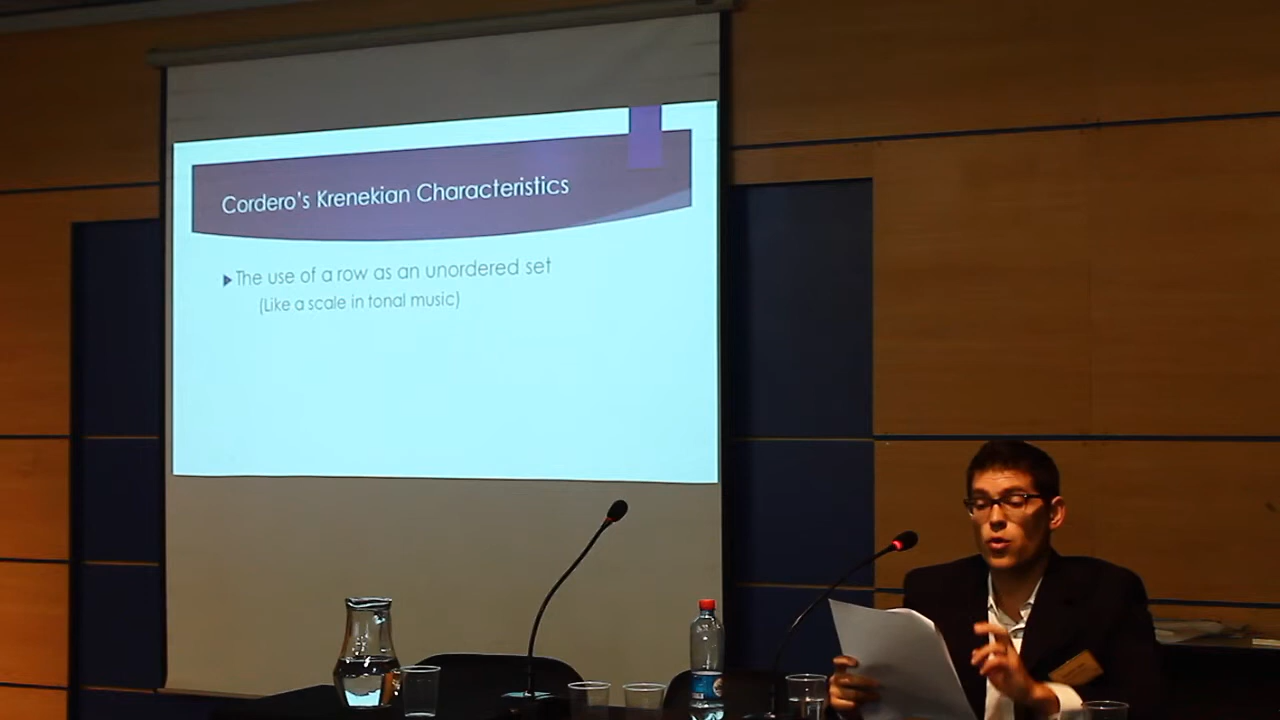 Cordero's Krenekian Characteristics
The use of a row as an unordered set
(Like a scale in tonal music)